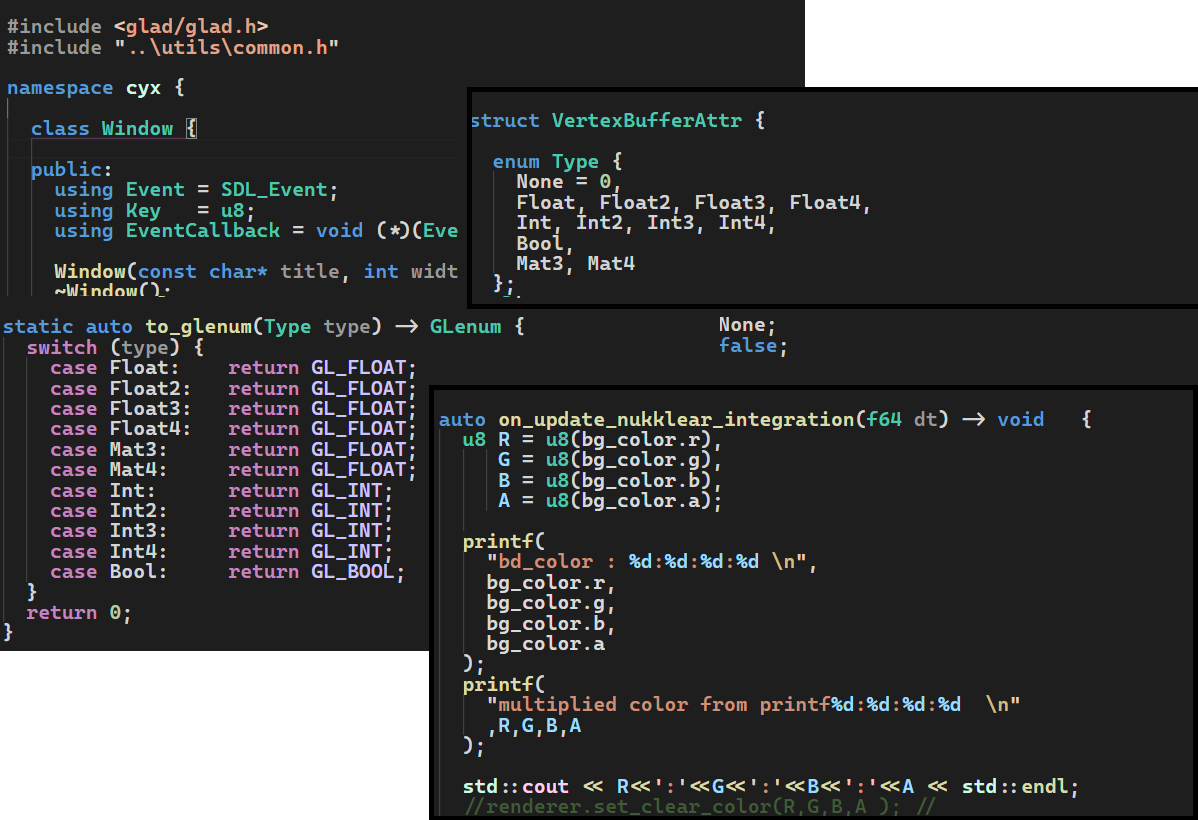 #include <glad/glad.h>
#include "..\utils\common.h"
namespace cyx {
class Window {
public:
using Event = SDL_Event;
using Key = u8;
using EventCallback = void (*)(Eve
Window(const char* title, int widt
~Window();
struct VertexBufferAttr {
enum Type {
None = 0,
Float, Float2, Float3, Float4,
Int, Int2, Int3, Int4,
Bool,
Mat3, Mat4
};
static auto to_glenum(Type type) -> GLenum {
switch (type) {
case Float: return GL_FLOAT;
case Float2: return GL_FLOAT;
case Float3: return GL_FLOAT;
case Float4: return GL_FLOAT;
case Mat3: return GL_FLOAT;
case Mat4: return GL_FLOAT;
case Int: return GL_INT;
case Int2: return GL_INT;
case Int3: return GL_INT;
case Int4: return GL_INT;
case Bool: return GL_BOOL;
}
return 0;
}
None;
false;
auto on_update_nukklear_integration(f64 dt) -> void {
u8 R = u8(bg_color.r),
G = u8(bg_color.g),
B = u8(bg_color.b),
A = u8(bg_color.a);
printf(
"bd_color : %d:%d:%d:%d \n",
bg_color.r,
bg_color.g,
bg_color.b,
bg_color.a
);
printf(
"multiplied color from printf%d:%d:%d:%d \n"
,R,G,B,A
);
std::cout << R<<':'<<G<<':'<<B<<':'<<A << std::endl;
//renderer.set_clear_color(R,G,B,A ); //